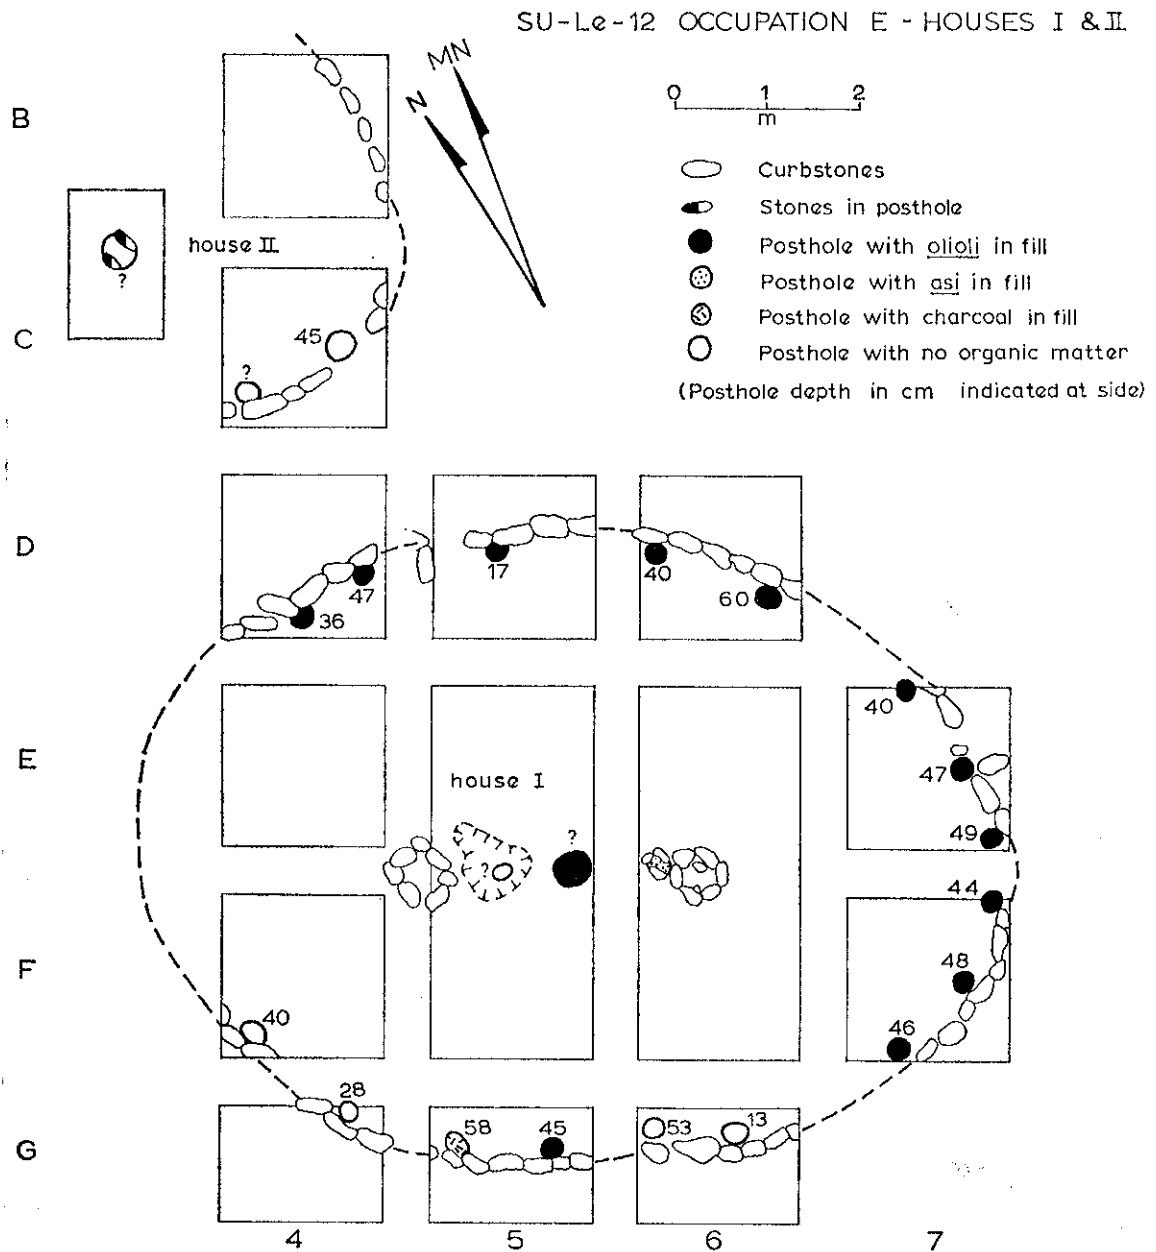 SU-Le-12 OCCUPATION E - HOUSES I & II
MN
N
0 1 2
m
Curbstones
Stones in posthole
Posthole with olioli in fill
Posthole with asi in fill
Posthole with charcoal in fill
Posthole with no organic matter
(Posthole depth in cm indicated at side)
B
house II
?
C
45
?
D
47
36
17
40
60
E
house I
40
47
49
?
?
44
F
48
46
40
G
28
58
45
53
13
4 5 6 7